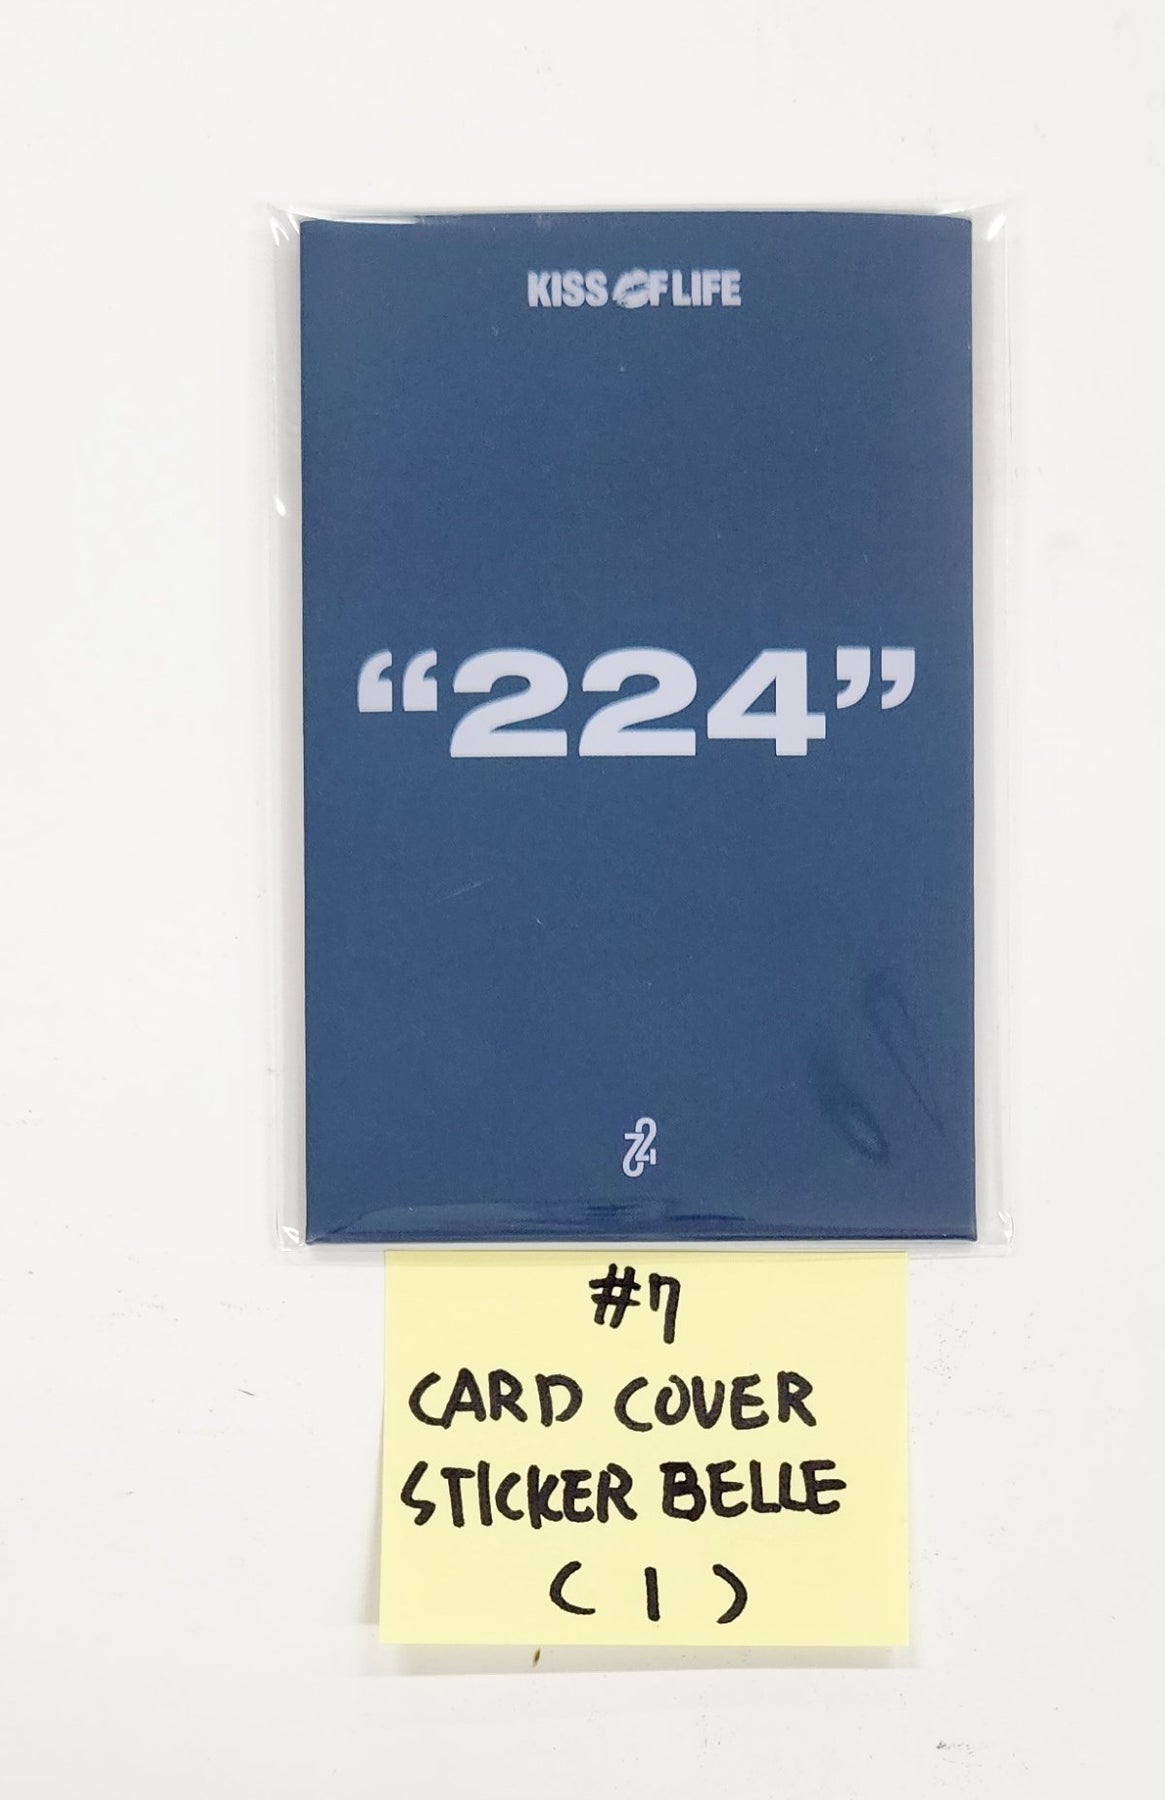 KISS OF LIFE
“224”
224
#7
CARD COVER
STICKER BELLE
( 1 )